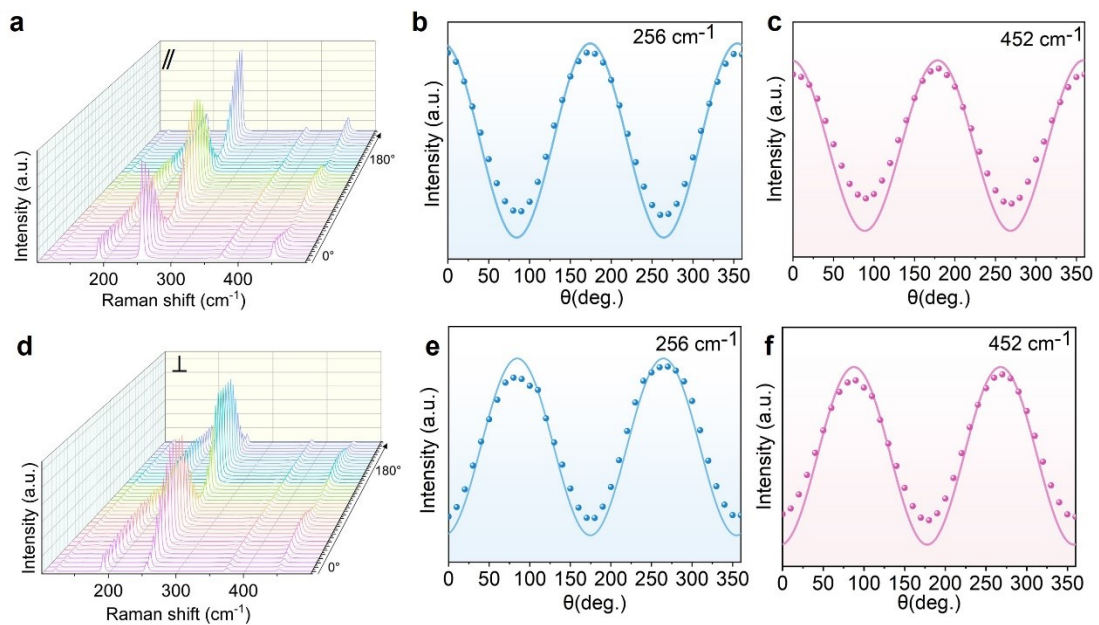 a
//
Intensity (a.u.)
180°
0°
200 300 400
Raman shift (cm-1)
b
256 cm-1
Intensity (a.u.)
0 50 100 150 200 250 300 350
θ(deg.)
c
452 cm-1
Intensity (a.u.)
0 50 100 150 200 250 300 350
θ(deg.)
d
⊥
Intensity (a.u.)
180°
0°
200 300 400
Raman shift (cm-1)
e
256 cm-1
Intensity (a.u.)
0 50 100 150 200 250 300 350
θ(deg.)
f
452 cm-1
Intensity (a.u.)
0 50 100 150 200 250 300 350
θ(deg.)